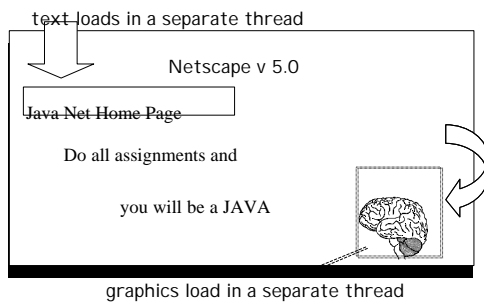 text loads in a separate thread
Netscape v 5.0
Java Net Home Page
Do all assignments and
you will be a JAVA
graphics load in a separate thread